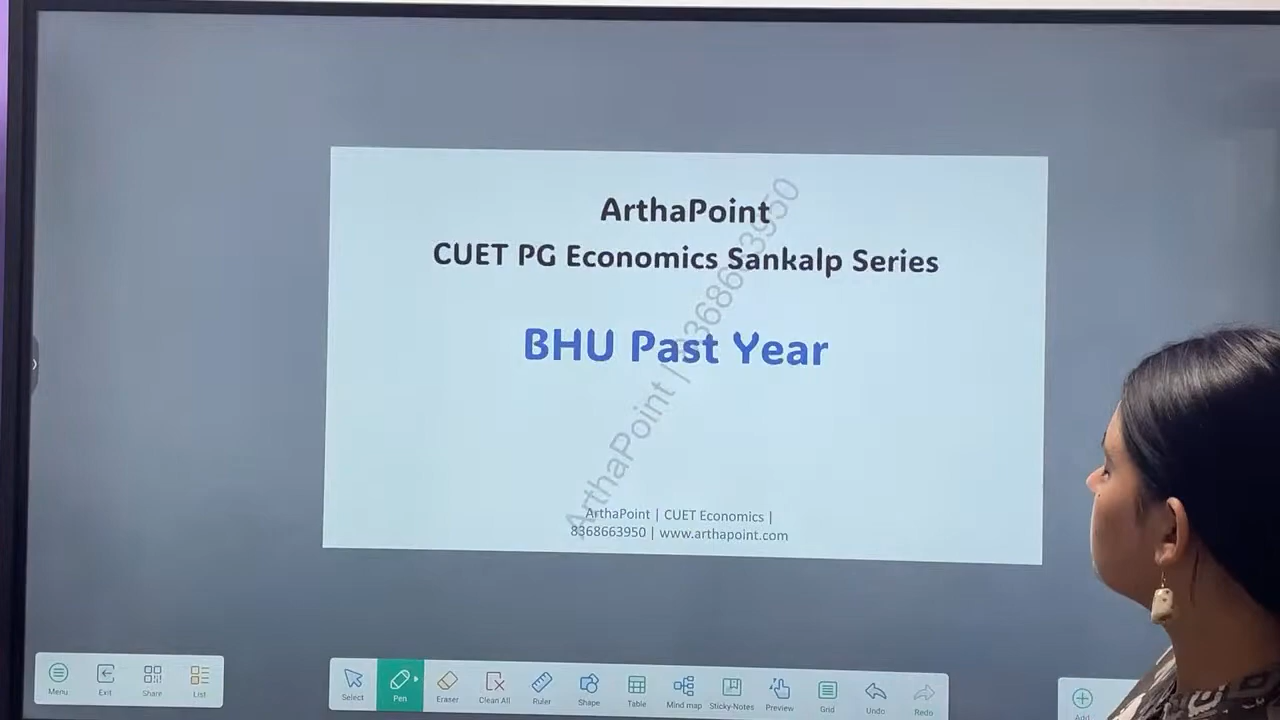 ArthaPoint
CUET PG Economics Sankalp Series
BHU Past Year
ArthaPoint | 8368663950
ArthaPoint | CUET Economics |
8368663950 | www.arthapoint.com
Menu
Exit
Share
List
Select
Pen
Eraser
Clean All
Ruler
Shape
Table
Mind map
Sticky-Notes
Preview
Grid
Undo
Redo
Add